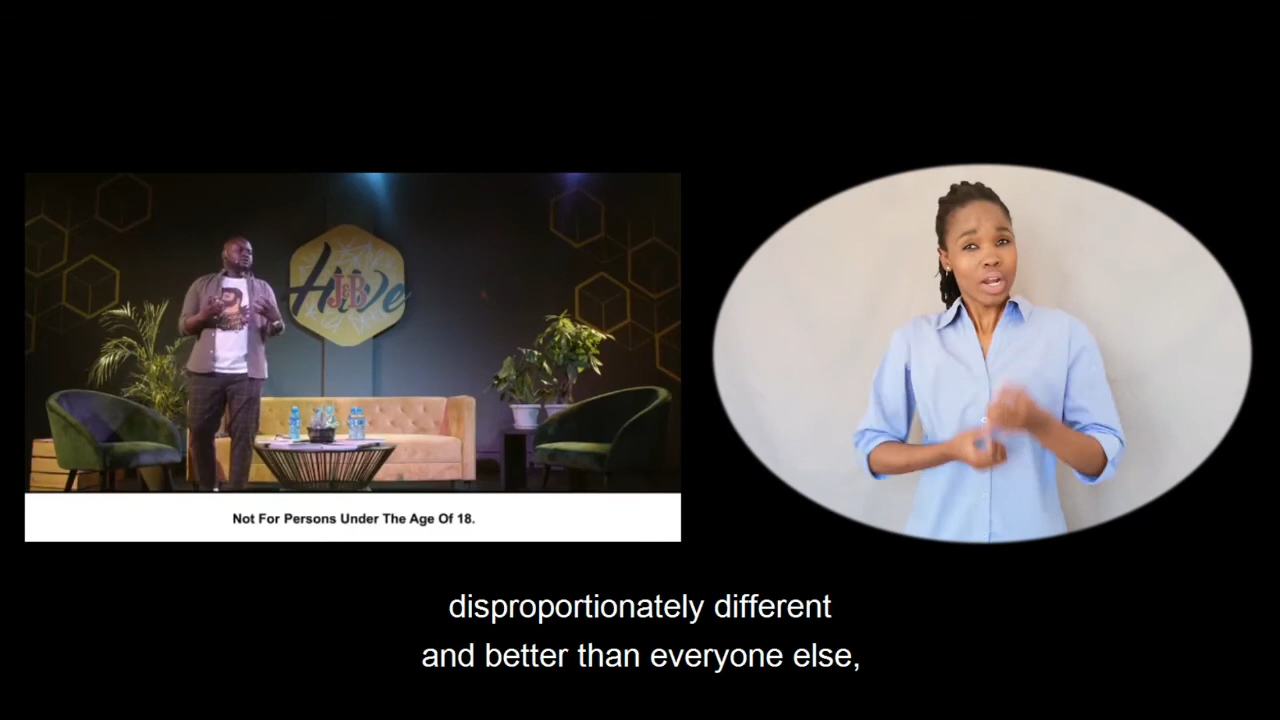 J&B
Hive
Not For Persons Under The Age Of 18.
disproportionately different
and better than everyone else,